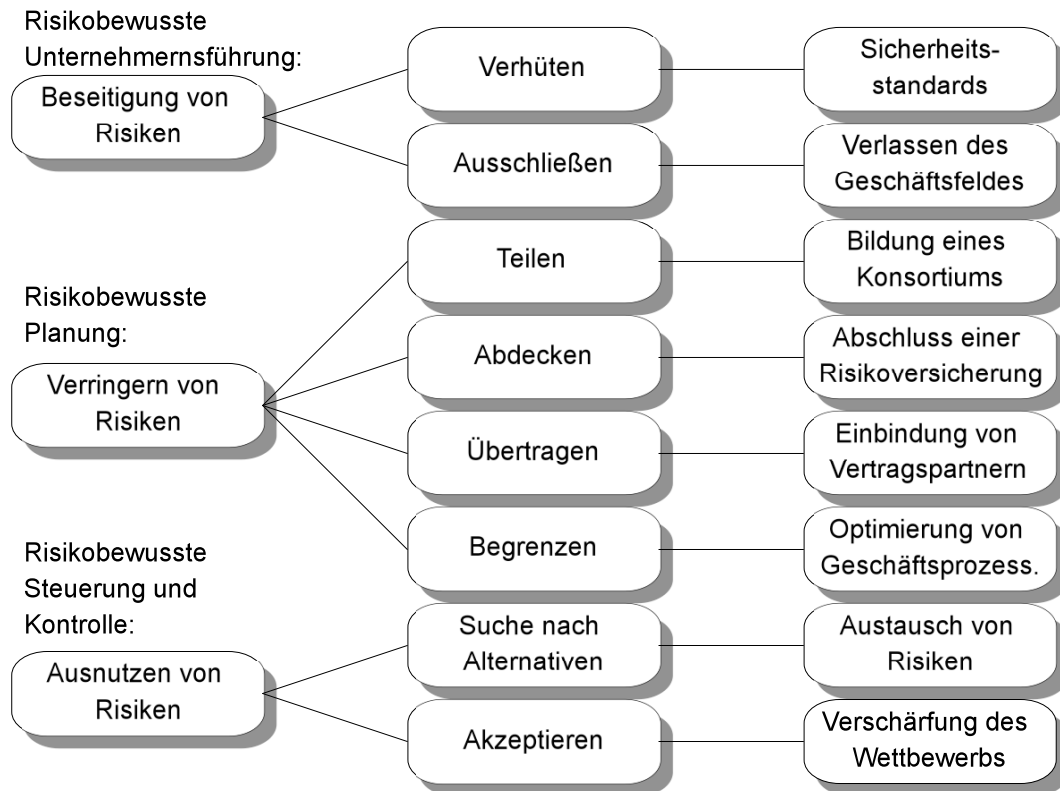 Risikobewusste
Unternehmernsführung:
Beseitigung von
Risiken
Verhüten
Sicherheits-
standards
Ausschließen
Verlassen des
Geschäftsfeldes
Risikobewusste
Planung:
Verringern von
Risiken
Teilen
Bildung eines
Konsortiums
Abdecken
Abschluss einer
Risikoversicherung
Übertragen
Einbindung von
Vertragspartnern
Begrenzen
Optimierung von
Geschäftsprozess.
Risikobewusste
Steuerung und
Kontrolle:
Ausnutzen von
Risiken
Suche nach
Alternativen
Austausch von
Risiken
Akzeptieren
Verschärfung des
Wettbewerbs